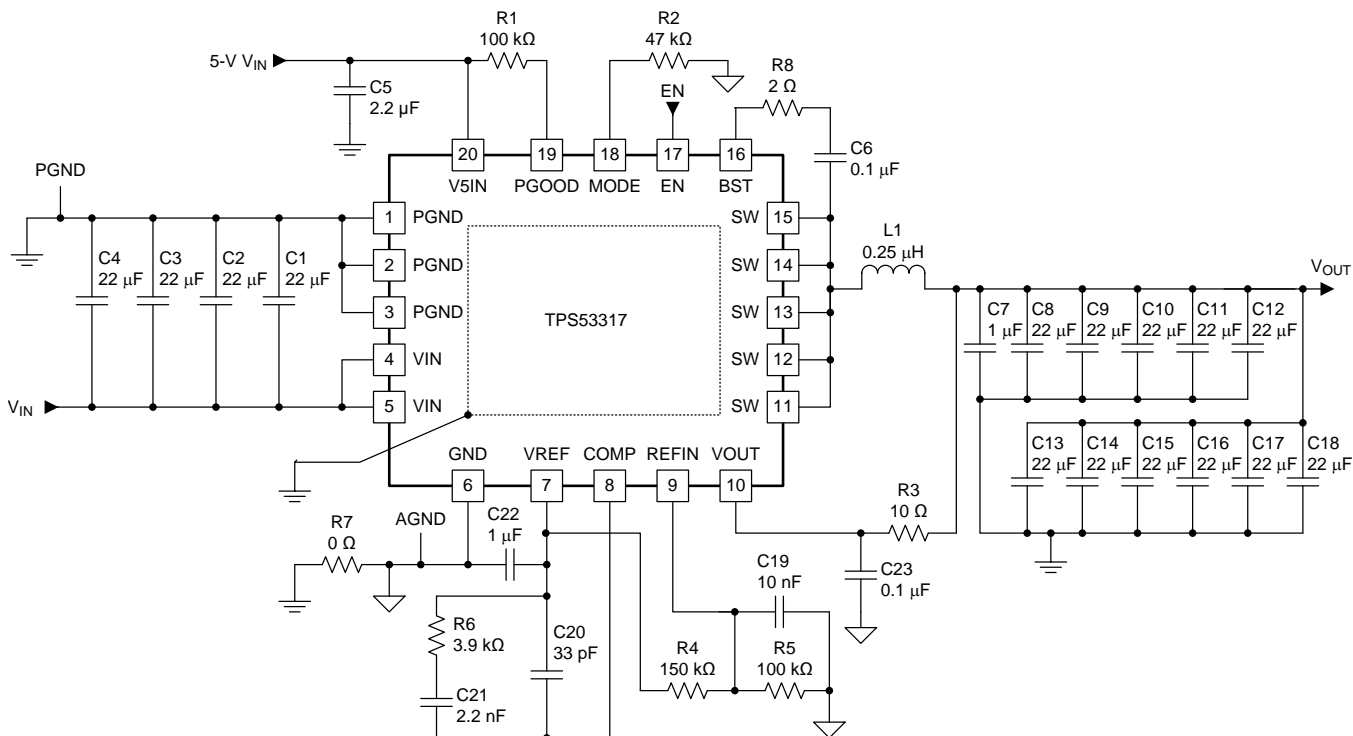 R1
100 kΩ
R2
47 kΩ
5-V VIN
C5
2.2 µF
EN
R8
2 Ω
C6
0.1 µF
20
19
18
17
16
V5IN
PGOOD
MODE
EN
BST
PGND
1
PGND
2
PGND
3
PGND
4
VIN
5
VIN
C4
22 µF
C3
22 µF
C2
22 µF
C1
22 µF
VIN
TPS53317
SW
15
SW
14
SW
13
SW
12
SW
11
L1
0.25 µH
VOUT
C7
1 µF
C8
22 µF
C9
22 µF
C10
22 µF
C11
22 µF
C12
22 µF
C13
22 µF
C14
22 µF
C15
22 µF
C16
22 µF
C17
22 µF
C18
22 µF
GND
VREF
COMP
REFIN
VOUT
6
7
8
9
10
R3
10 Ω
C23
0.1 µF
AGND
R7
0 Ω
C22
1 µF
C19
10 nF
R6
3.9 kΩ
C20
33 pF
R4
150 kΩ
R5
100 kΩ
C21
2.2 nF